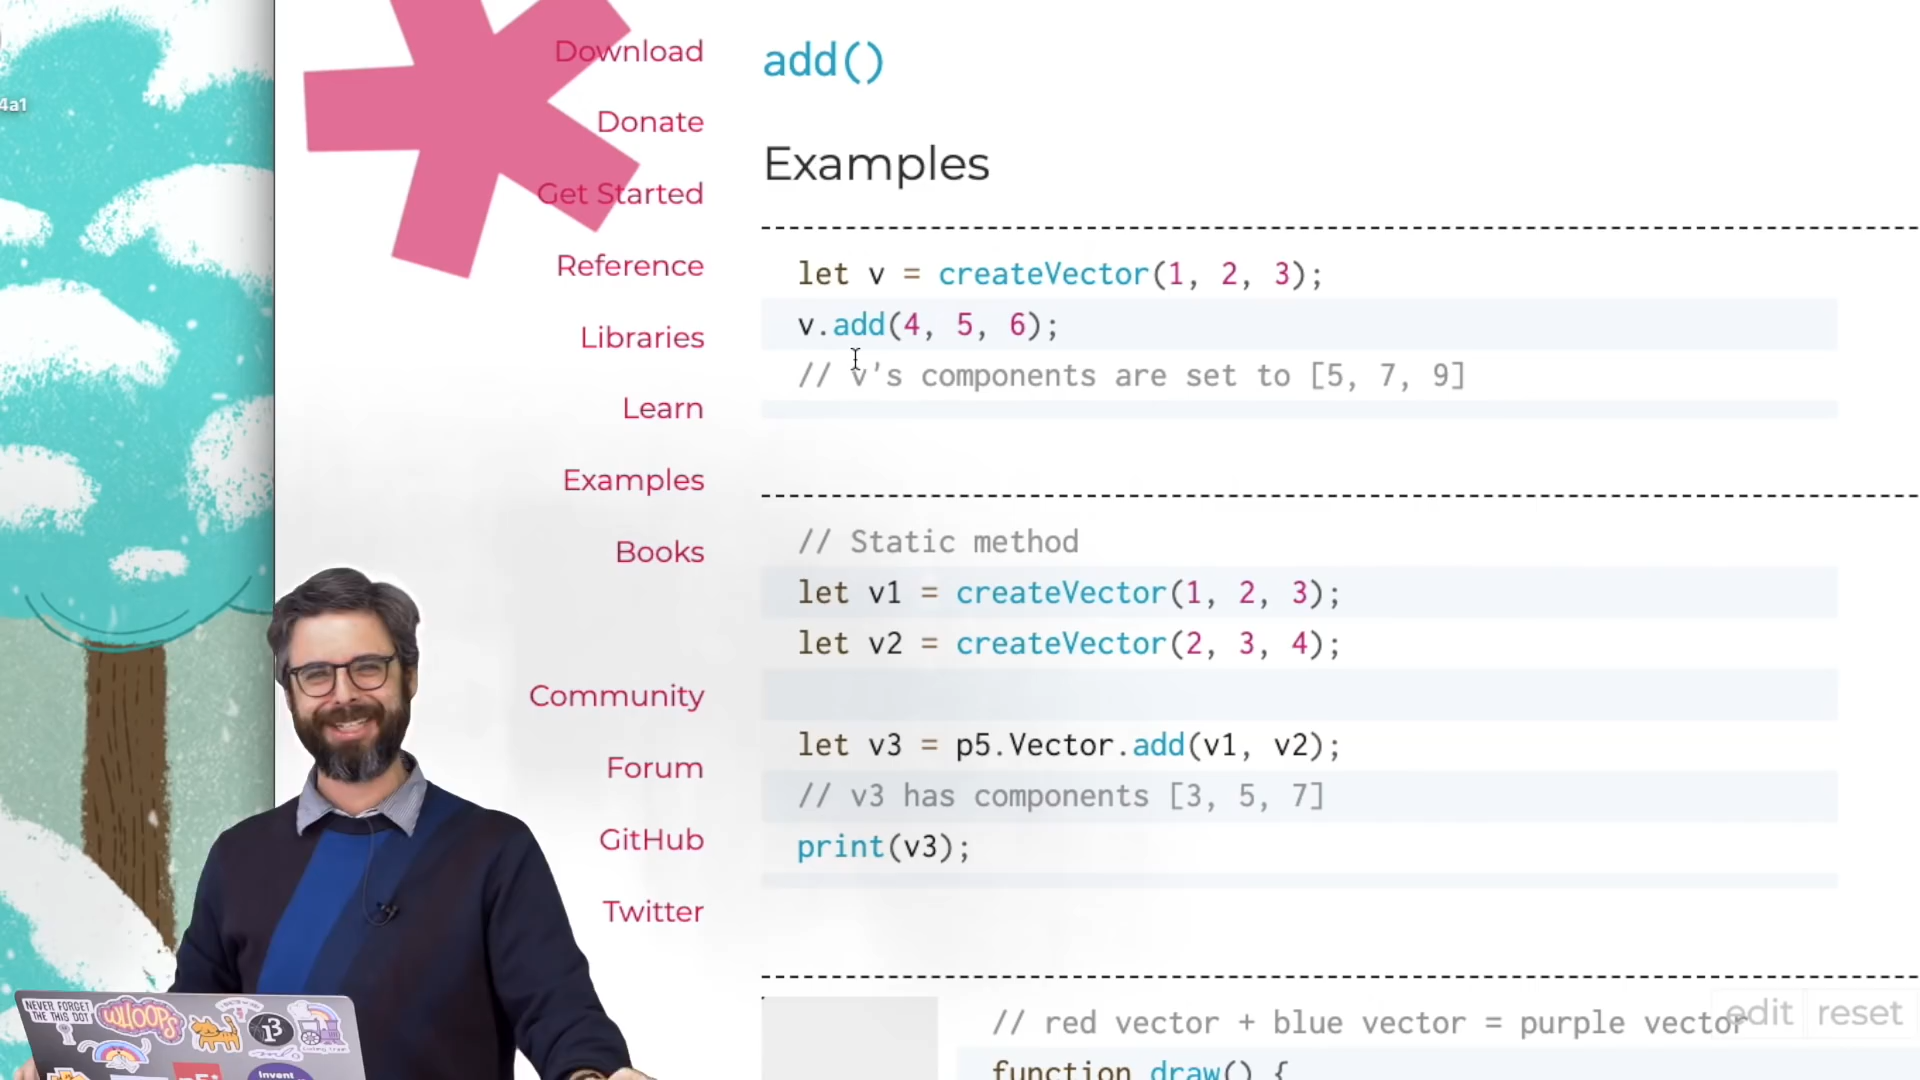 4a1
Download
Donate
Get Started
Reference
Libraries
Learn
Examples
Books
Community
Forum
GitHub
Twitter
add()
Examples
let v = createVector(1, 2, 3);
v.add(4, 5, 6);
// v's components are set to [5, 7, 9]
// Static method
let v1 = createVector(1, 2, 3);
let v2 = createVector(2, 3, 4);
let v3 = p5.Vector.add(v1, v2);
// v3 has components [3, 5, 7]
print(v3);
edit reset
// red vector + blue vector = purple vector
function draw() {
NEVER FORGET
THE THIS DOT
WHOOPS
Invent